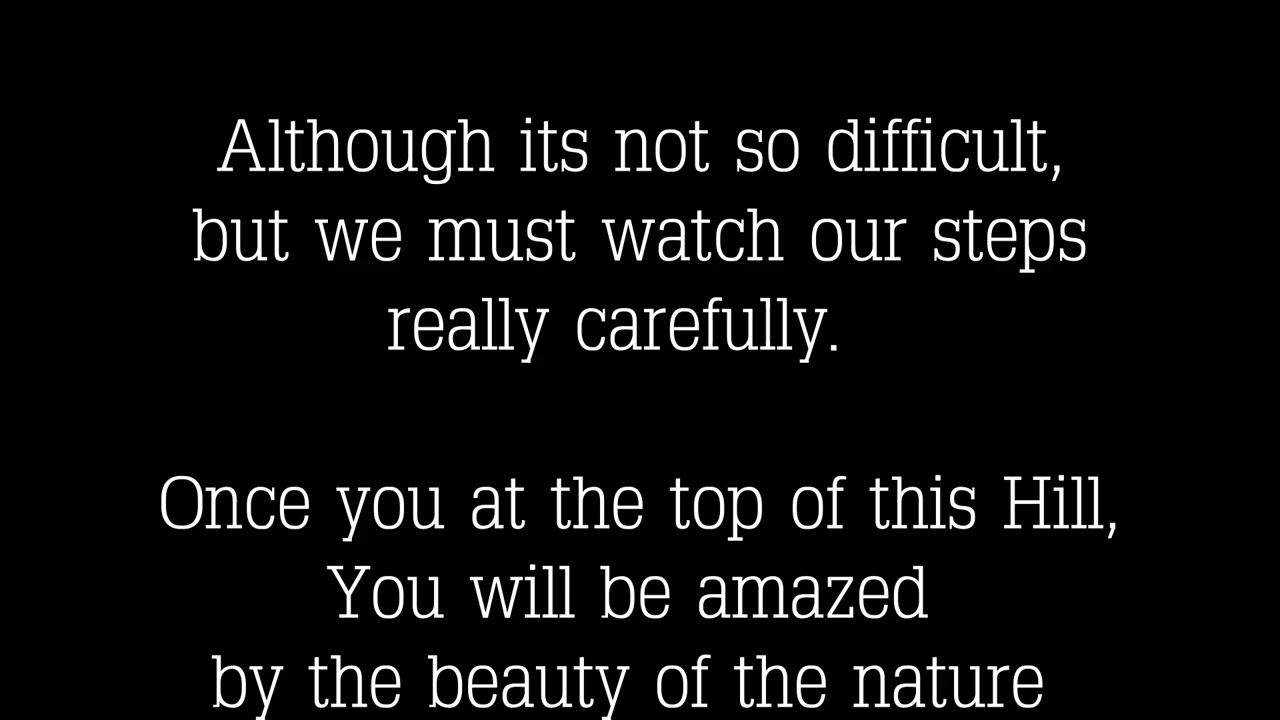 Although its not so difficult,
but we must watch our steps
really carefully.
Once you at the top of this Hill,
You will be amazed
by the beauty of the nature